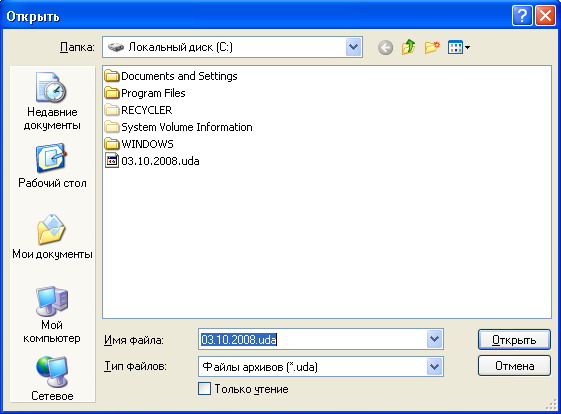 Открыть
Папка: Локальный диск (C:)
Недавние документы
Рабочий стол
Мои документы
Мой компьютер
Сетевое
Documents and Settings
Program Files
RECYCLER
System Volume Information
WINDOWS
03.10.2008.uda
Имя файла: 03.10.2008.uda Открыть
Тип файлов: Файлы архивов (*.uda) Отмена
Только чтение